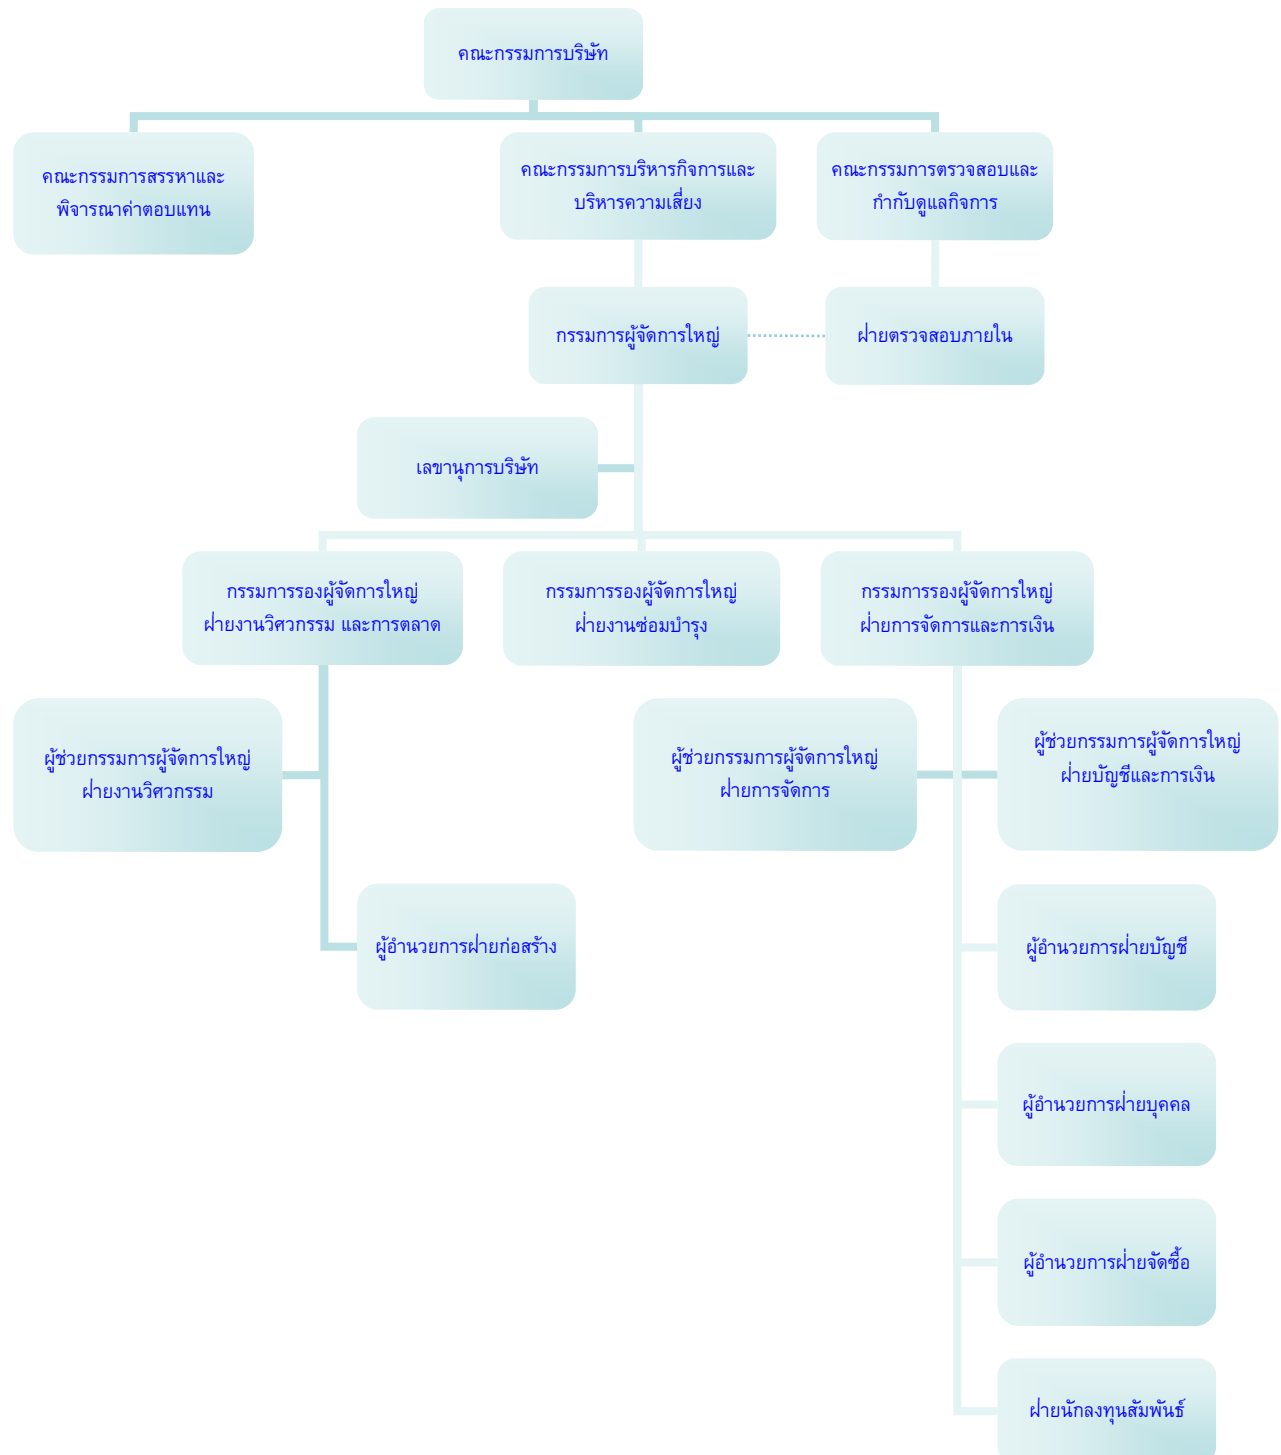 คณะกรรมการบริษัท
คณะกรรมการสรรหาและ
พิจารณาค่าตอบแทน
คณะกรรมการบริหารกิจการและ
บริหารความเสี่ยง
คณะกรรมการตรวจสอบและ
กำกับดูแลกิจการ
กรรมการผู้จัดการใหญ่
ฝ่ายตรวจสอบภายใน
เลขานุการบริษัท
กรรมการรองผู้จัดการใหญ่
ฝ่ายงานวิศวกรรม และการตลาด
กรรมการรองผู้จัดการใหญ่
ฝ่ายงานซ่อมบำรุง
กรรมการรองผู้จัดการใหญ่
ฝ่ายการจัดการและการเงิน
ผู้ช่วยกรรมการผู้จัดการใหญ่
ฝ่ายงานวิศวกรรม
ผู้ช่วยกรรมการผู้จัดการใหญ่
ฝ่ายการจัดการ
ผู้ช่วยกรรมการผู้จัดการใหญ่
ฝ่ายบัญชีและการเงิน
ผู้อำนวยการฝ่ายก่อสร้าง
ผู้อำนวยการฝ่ายบัญชี
ผู้อำนวยการฝ่ายบุคคล
ผู้อำนวยการฝ่ายจัดซื้อ
ฝ่ายนักลงทุนสัมพันธ์